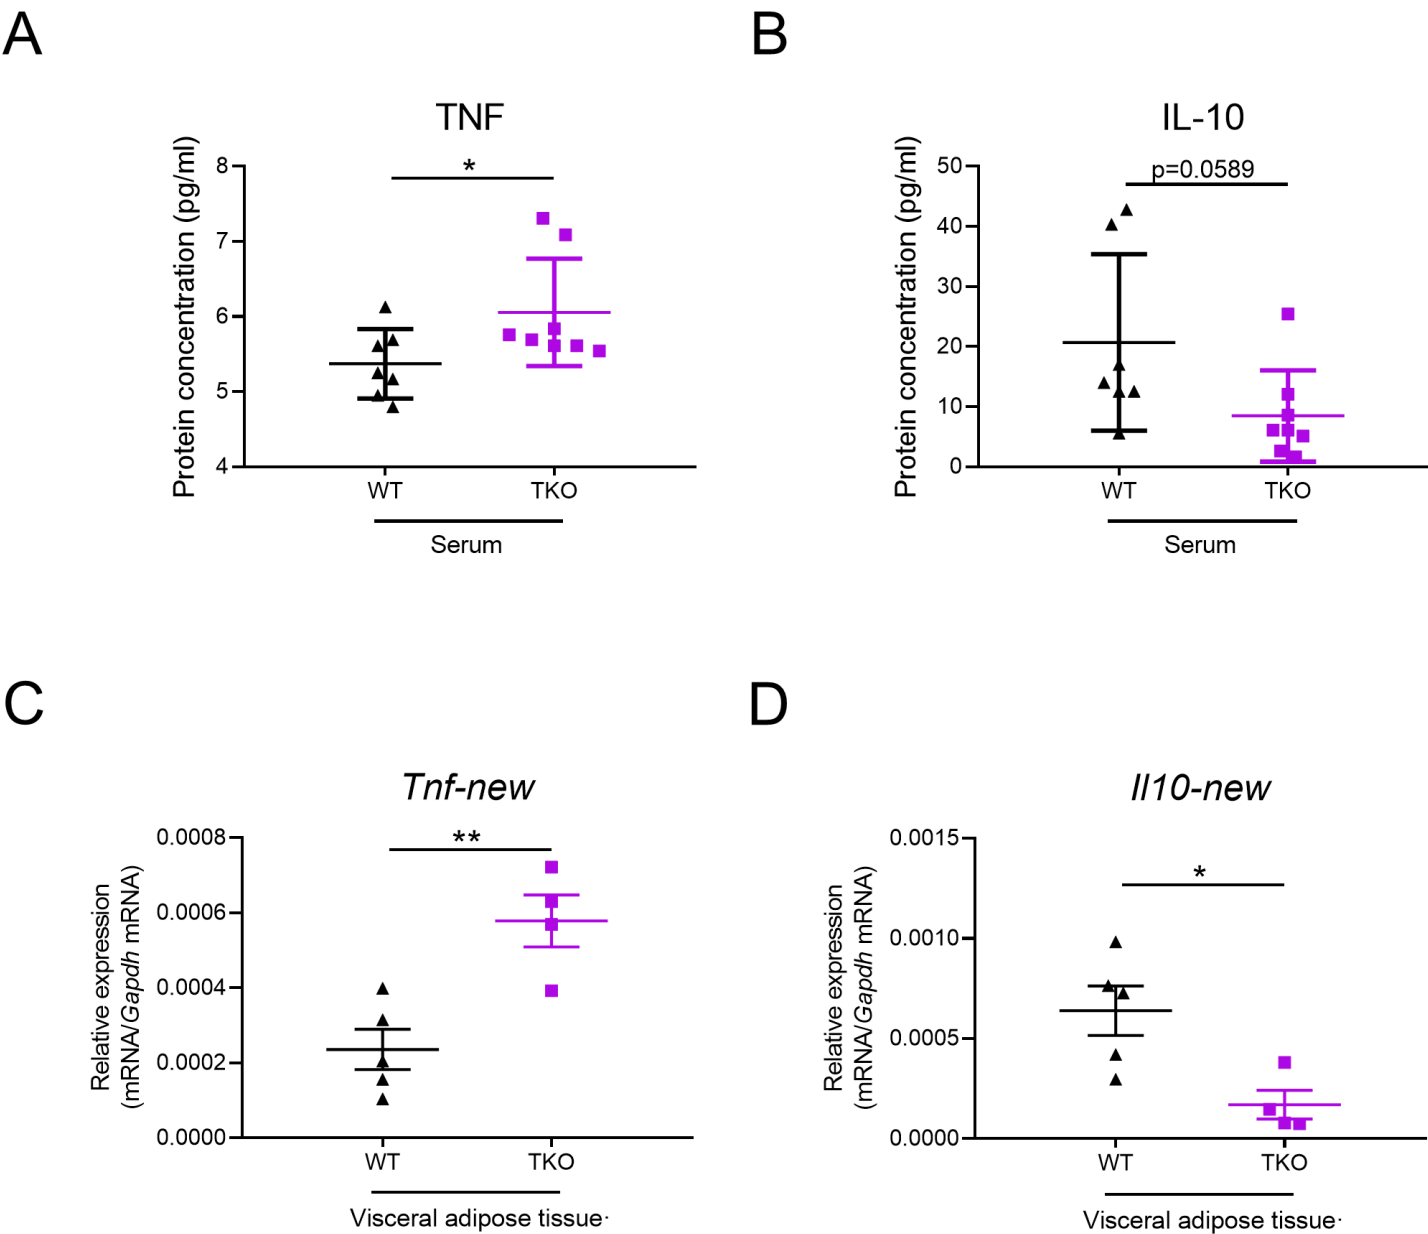 A
TNF
Protein concentration (pg/ml)
8
7
6
5
4
*
WT
TKO
Serum
B
IL-10
Protein concentration (pg/ml)
50
40
30
20
10
0
p=0.0589
WT
TKO
Serum
C
Tnf-new
Relative expression
(mRNA/Gapdh mRNA)
0.0008
0.0006
0.0004
0.0002
0.0000
**
WT
TKO
Visceral adipose tissue·
D
Il10-new
Relative expression
(mRNA/Gapdh mRNA)
0.0015
0.0010
0.0005
0.0000
*
WT
TKO
Visceral adipose tissue·